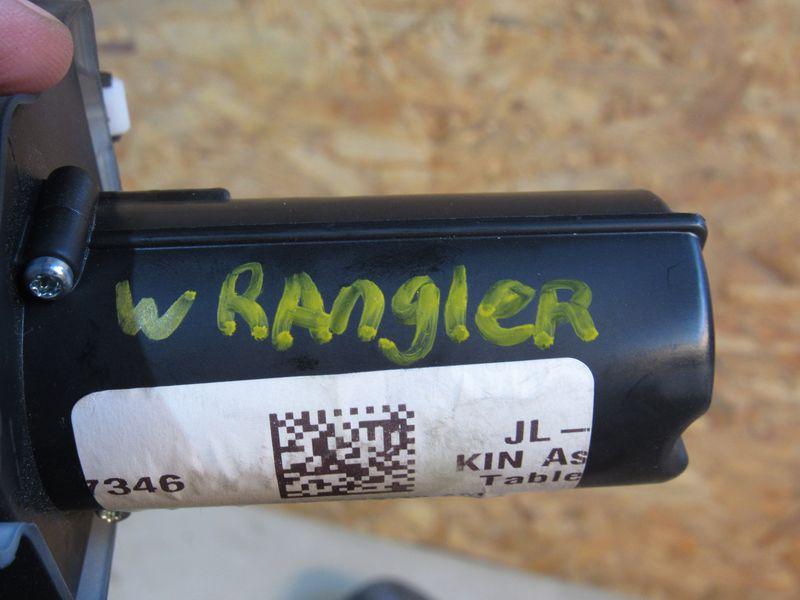 WRAngleR
7346
JL –
KIN As
Table